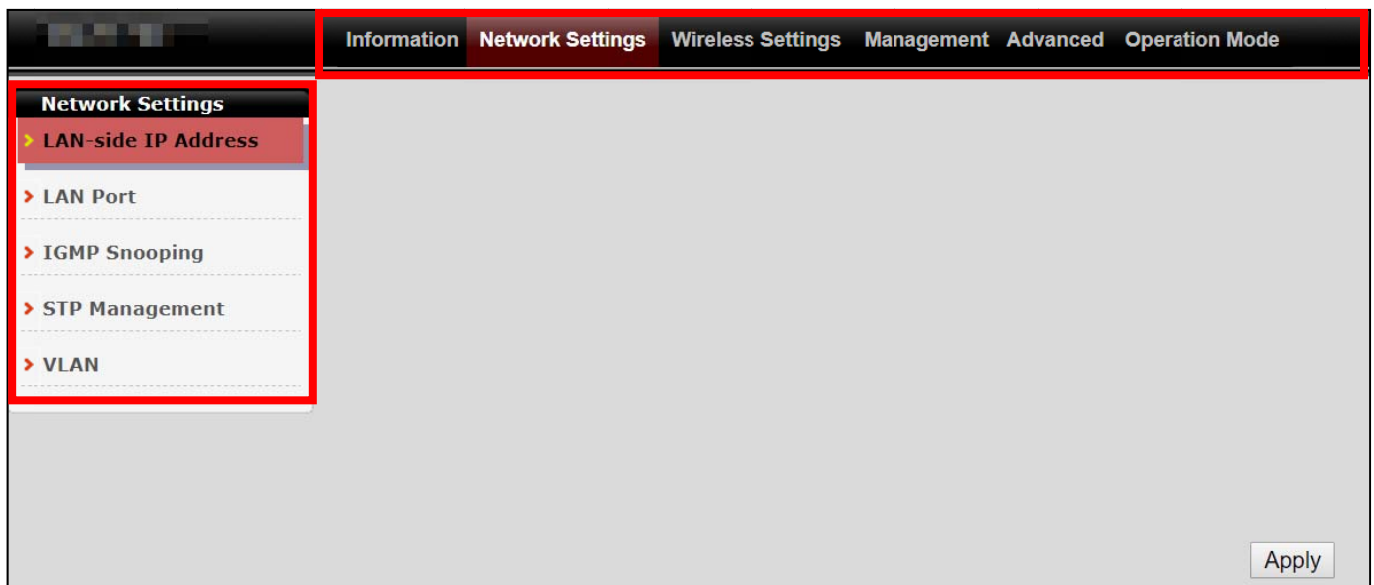 Information Network Settings Wireless Settings Management Advanced Operation Mode
Network Settings
LAN-side IP Address
LAN Port
IGMP Snooping
STP Management
VLAN
Apply